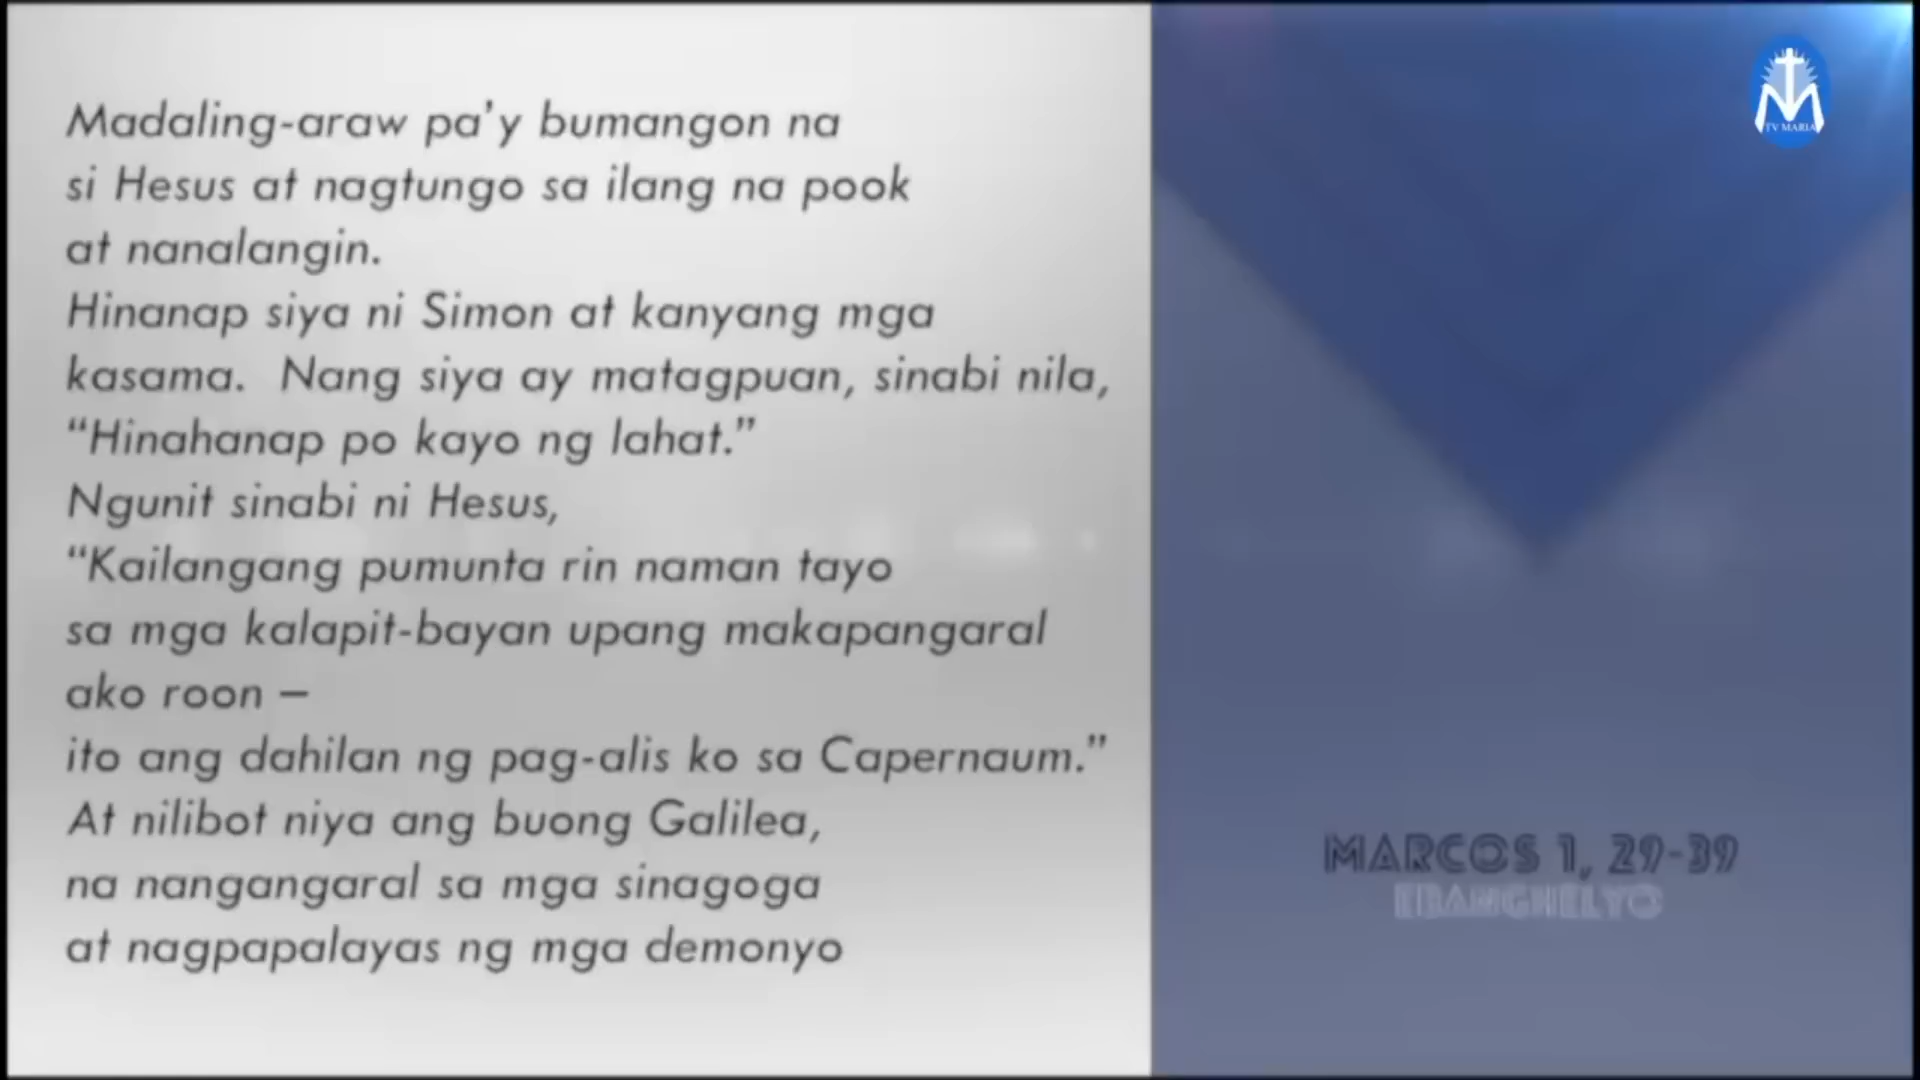 Madaling-araw pa'y bumangon na
si Hesus at nagtungo sa ilang na pook
at nanalangin.
Hinanap siya ni Simon at kanyang mga
kasama.  Nang siya ay matagpuan, sinabi nila,
“Hinahanap po kayo ng lahat.”
Ngunit sinabi ni Hesus,
“Kailangang pumunta rin naman tayo
sa mga kalapit-bayan upang makapangaral
ako roon –
ito ang dahilan ng pag-alis ko sa Capernaum.”
At nilibot niya ang buong Galilea,
na nangangaral sa mga sinagoga
at nagpapalayas ng mga demonyo
TV MARIA
MARCOS 1, 29-39
EBANGHELYO